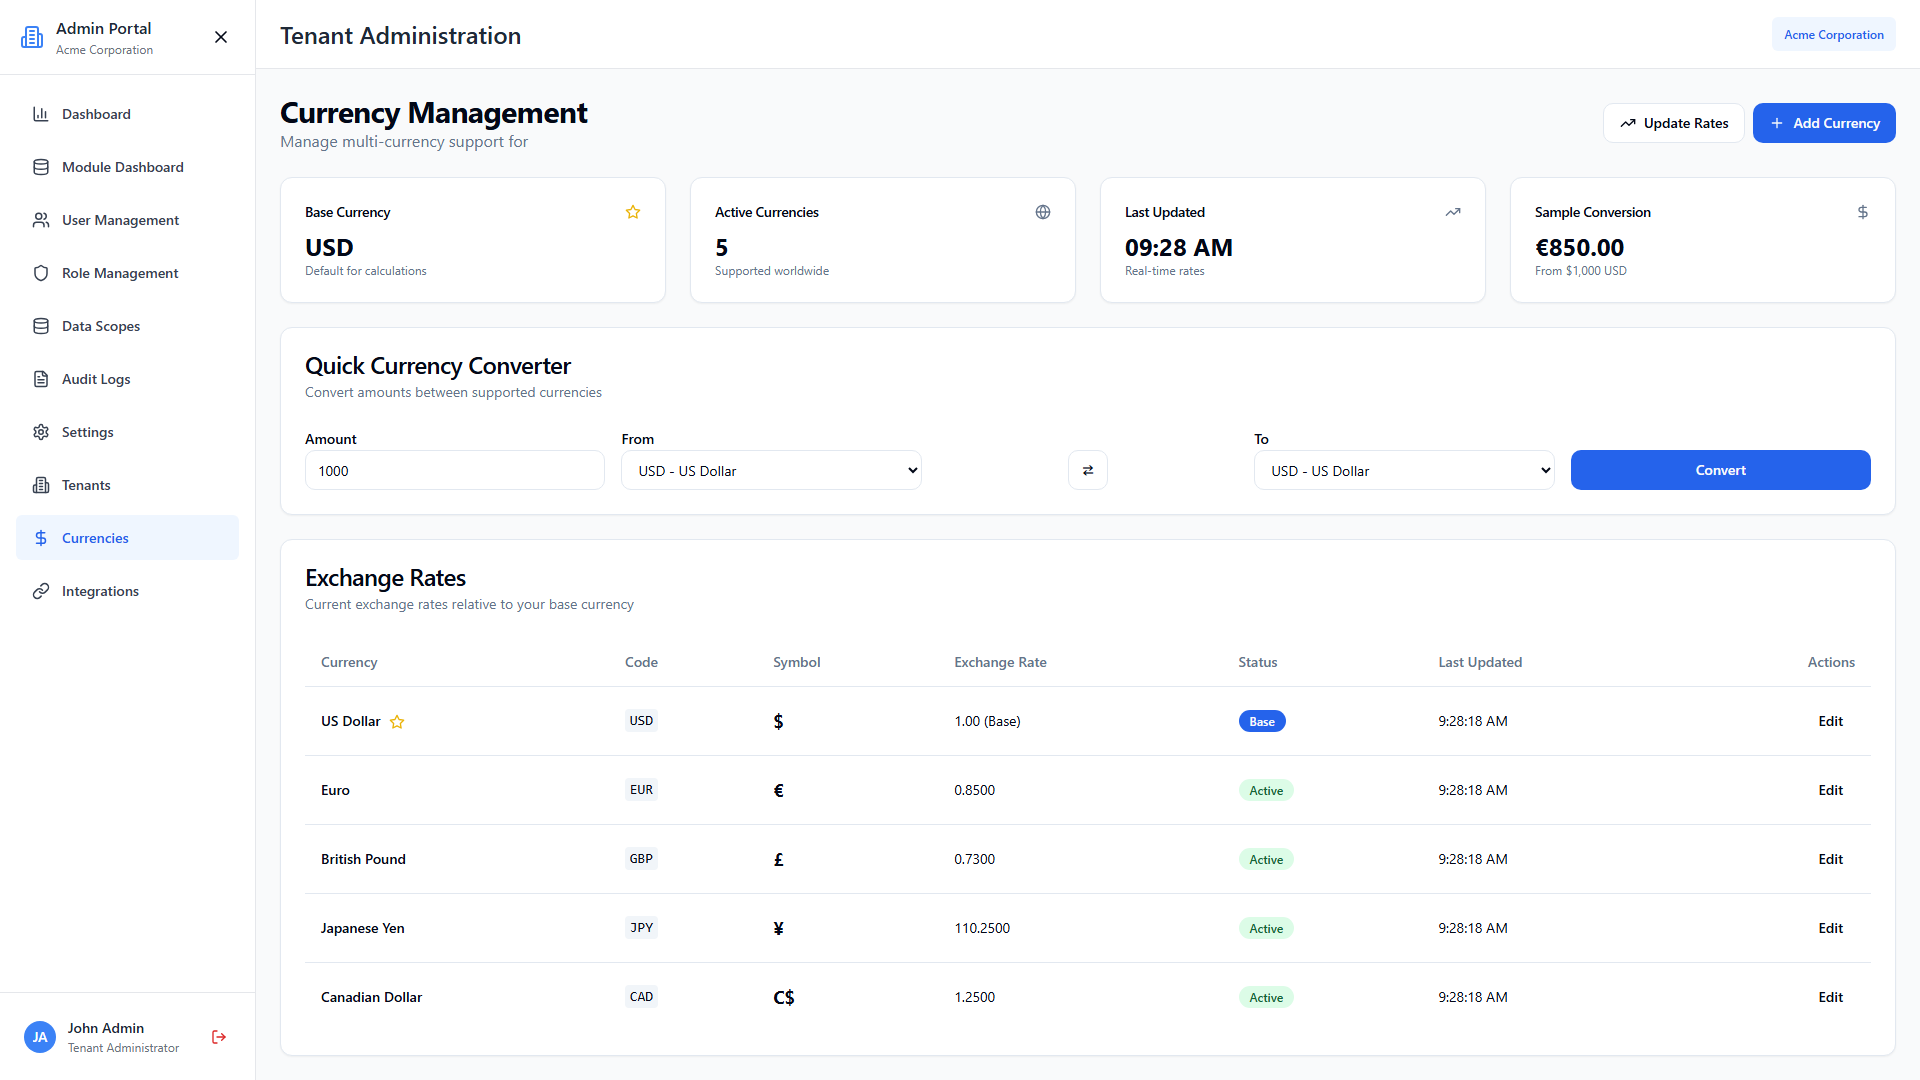 Admin Portal
Acme Corporation
Dashboard
Module Dashboard
User Management
Role Management
Data Scopes
Audit Logs
Settings
Tenants
Currencies
Integrations
JA
John Admin
Tenant Administrator
Tenant Administration
Acme Corporation
Currency Management
Manage multi-currency support for
Update Rates
Add Currency
Base Currency
USD
Default for calculations
Active Currencies
5
Supported worldwide
Last Updated
09:28 AM
Real-time rates
Sample Conversion
€850.00
From $1,000 USD
Quick Currency Converter
Convert amounts between supported currencies
Amount
1000
From
USD - US Dollar
To
USD - US Dollar
Convert
Exchange Rates
Current exchange rates relative to your base currency
Currency Code Symbol Exchange Rate Status Last Updated Actions
US Dollar USD $ 1.00 (Base) Base 9:28:18 AM Edit
Euro EUR € 0.8500 Active 9:28:18 AM Edit
British Pound GBP £ 0.7300 Active 9:28:18 AM Edit
Japanese Yen JPY ¥ 110.2500 Active 9:28:18 AM Edit
Canadian Dollar CAD C$ 1.2500 Active 9:28:18 AM Edit